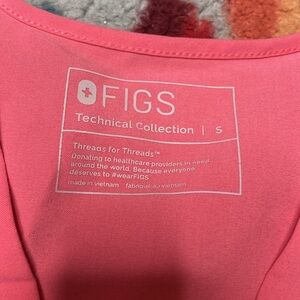 FIGS
Technical Collection | S
Threads for Threads™
Donating to healthcare providers in need
around the world. Because everyone
deserves to #wearFIGS
made in vietnam fabriqué au vietnam